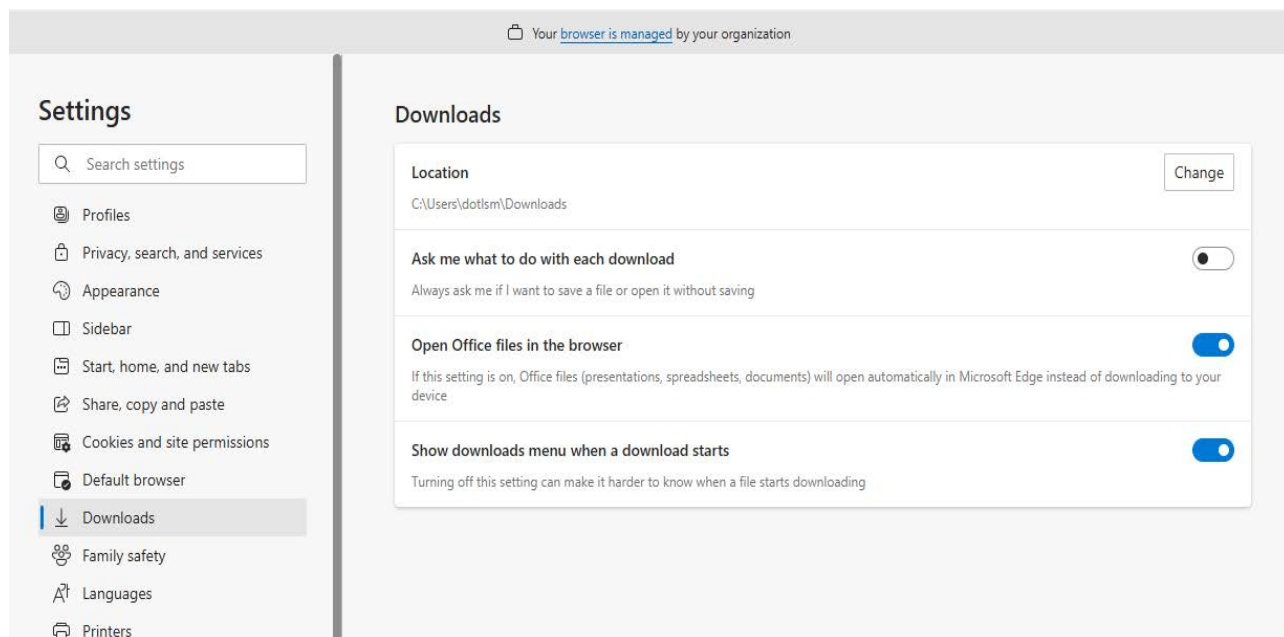 Your browser is managed by your organization
Settings
Search settings
Profiles
Privacy, search, and services
Appearance
Sidebar
Start, home, and new tabs
Share, copy and paste
Cookies and site permissions
Default browser
Downloads
Family safety
Languages
Printers
Downloads
Location
Change
C:\Users\dotlsm\Downloads
Ask me what to do with each download
Always ask me if I want to save a file or open it without saving
Open Office files in the browser
If this setting is on, Office files (presentations, spreadsheets, documents) will open automatically in Microsoft Edge instead of downloading to your
device
Show downloads menu when a download starts
Turning off this setting can make it harder to know when a file starts downloading